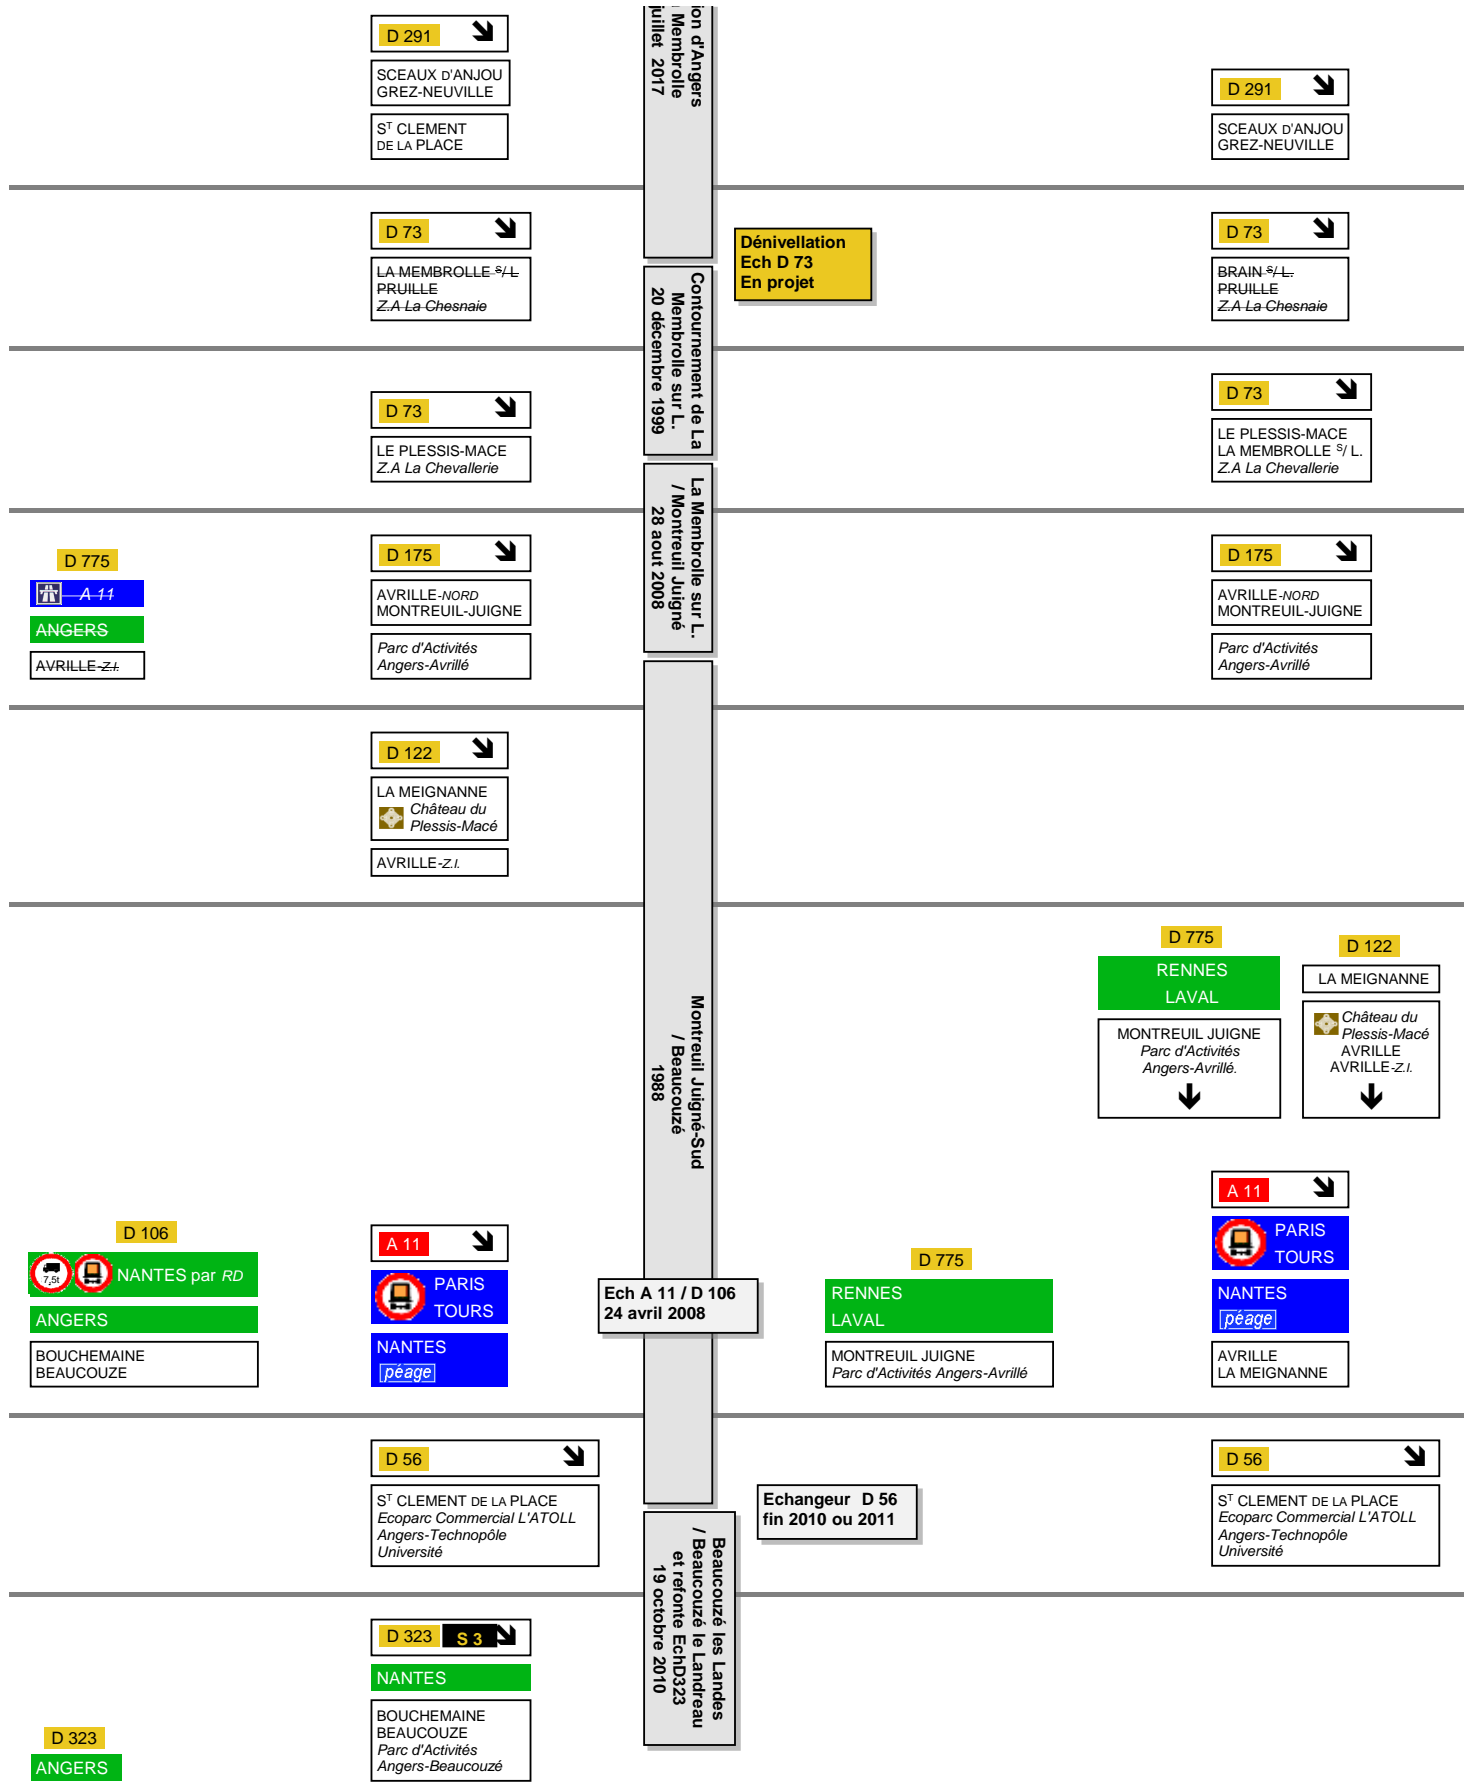 D 291
SCEAUX D'ANJOU
GREZ-NEUVILLE
Sᵀ CLEMENT
DE LA PLACE
ion d'Angers
Membrolle
juillet 2017
D 291
SCEAUX D'ANJOU
GREZ-NEUVILLE
D 73
LA MEMBROLLE ˢ/ L
PRUILLE
Z.A La Chesnaie
Dénivellation
Ech D 73
En projet
D 73
BRAIN ˢ/ L.
PRUILLE
Z.A La Chesnaie
Contournement de La
Membrolle sur L.
20 décembre 1999
D 73
LE PLESSIS-MACE
Z.A La Chevallerie
D 73
LE PLESSIS-MACE
LA MEMBROLLE ˢ/ L.
Z.A La Chevallerie
La Membrolle sur L.
/ Montreuil Juigné
28 aout 2008
D 775
A 11
ANGERS
AVRILLE-Z.I.
D 175
AVRILLE-NORD
MONTREUIL-JUIGNE
Parc d'Activités
Angers-Avrillé
D 175
AVRILLE-NORD
MONTREUIL-JUIGNE
Parc d'Activités
Angers-Avrillé
D 122
LA MEIGNANNE
Château du
Plessis-Macé
AVRILLE-Z.I.
Montreuil Juigné-Sud
/ Beaucouzé
1988
D 775
RENNES
LAVAL
MONTREUIL JUIGNE
Parc d'Activités
Angers-Avrillé.
D 122
LA MEIGNANNE
Château du
Plessis-Macé
AVRILLE
AVRILLE-Z.I.
D 106
7,5t
NANTES par RD
ANGERS
BOUCHEMAINE
BEAUCOUZE
A 11
PARIS
TOURS
NANTES
péage
Ech A 11 / D 106
24 avril 2008
D 775
RENNES
LAVAL
MONTREUIL JUIGNE
Parc d'Activités Angers-Avrillé
A 11
PARIS
TOURS
NANTES
péage
AVRILLE
LA MEIGNANNE
D 56
Sᵀ CLEMENT DE LA PLACE
Ecoparc Commercial L'ATOLL
Angers-Technopôle
Université
Echangeur D 56
fin 2010 ou 2011
D 56
Sᵀ CLEMENT DE LA PLACE
Ecoparc Commercial L'ATOLL
Angers-Technopôle
Université
Beaucouzé les Landes
/ Beaucouzé le Landreau
et refonte EchD323
19 octobre 2010
D 323
ANGERS
D 323 S 3
NANTES
BOUCHEMAINE
BEAUCOUZE
Parc d'Activités
Angers-Beaucouzé